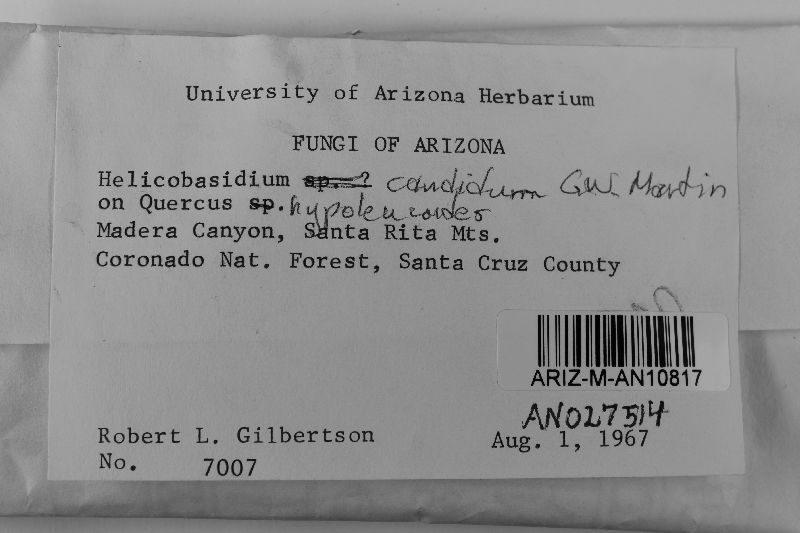 University of Arizona Herbarium
FUNGI OF ARIZONA
Helicobasidium sp. ? candidum G.W. Martin
on Quercus sp. hypoleucoides
Madera Canyon, Santa Rita Mts.
Coronado Nat. Forest, Santa Cruz County
ARIZ-M-AN10817
AN027514
Robert L. Gilbertson
Aug. 1, 1967
No. 7007